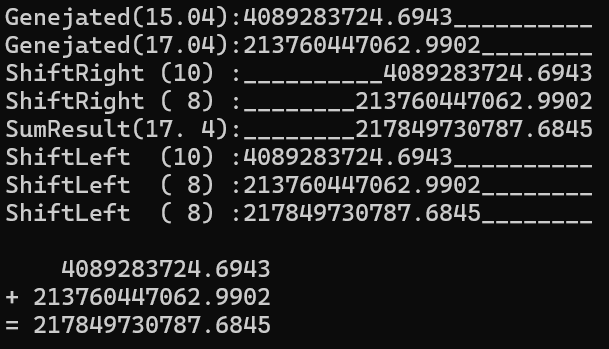 Genejated(15.04):4089283724.6943__________
Genejated(17.04):213760447062.9902________
ShiftRight (10) :__________4089283724.6943
ShiftRight ( 8) :________213760447062.9902
SumResult(17. 4):________217849730787.6845
ShiftLeft  (10) :4089283724.6943__________
ShiftLeft  ( 8) :213760447062.9902________
ShiftLeft  ( 8) :217849730787.6845________

    4089283724.6943
+ 213760447062.9902
= 217849730787.6845